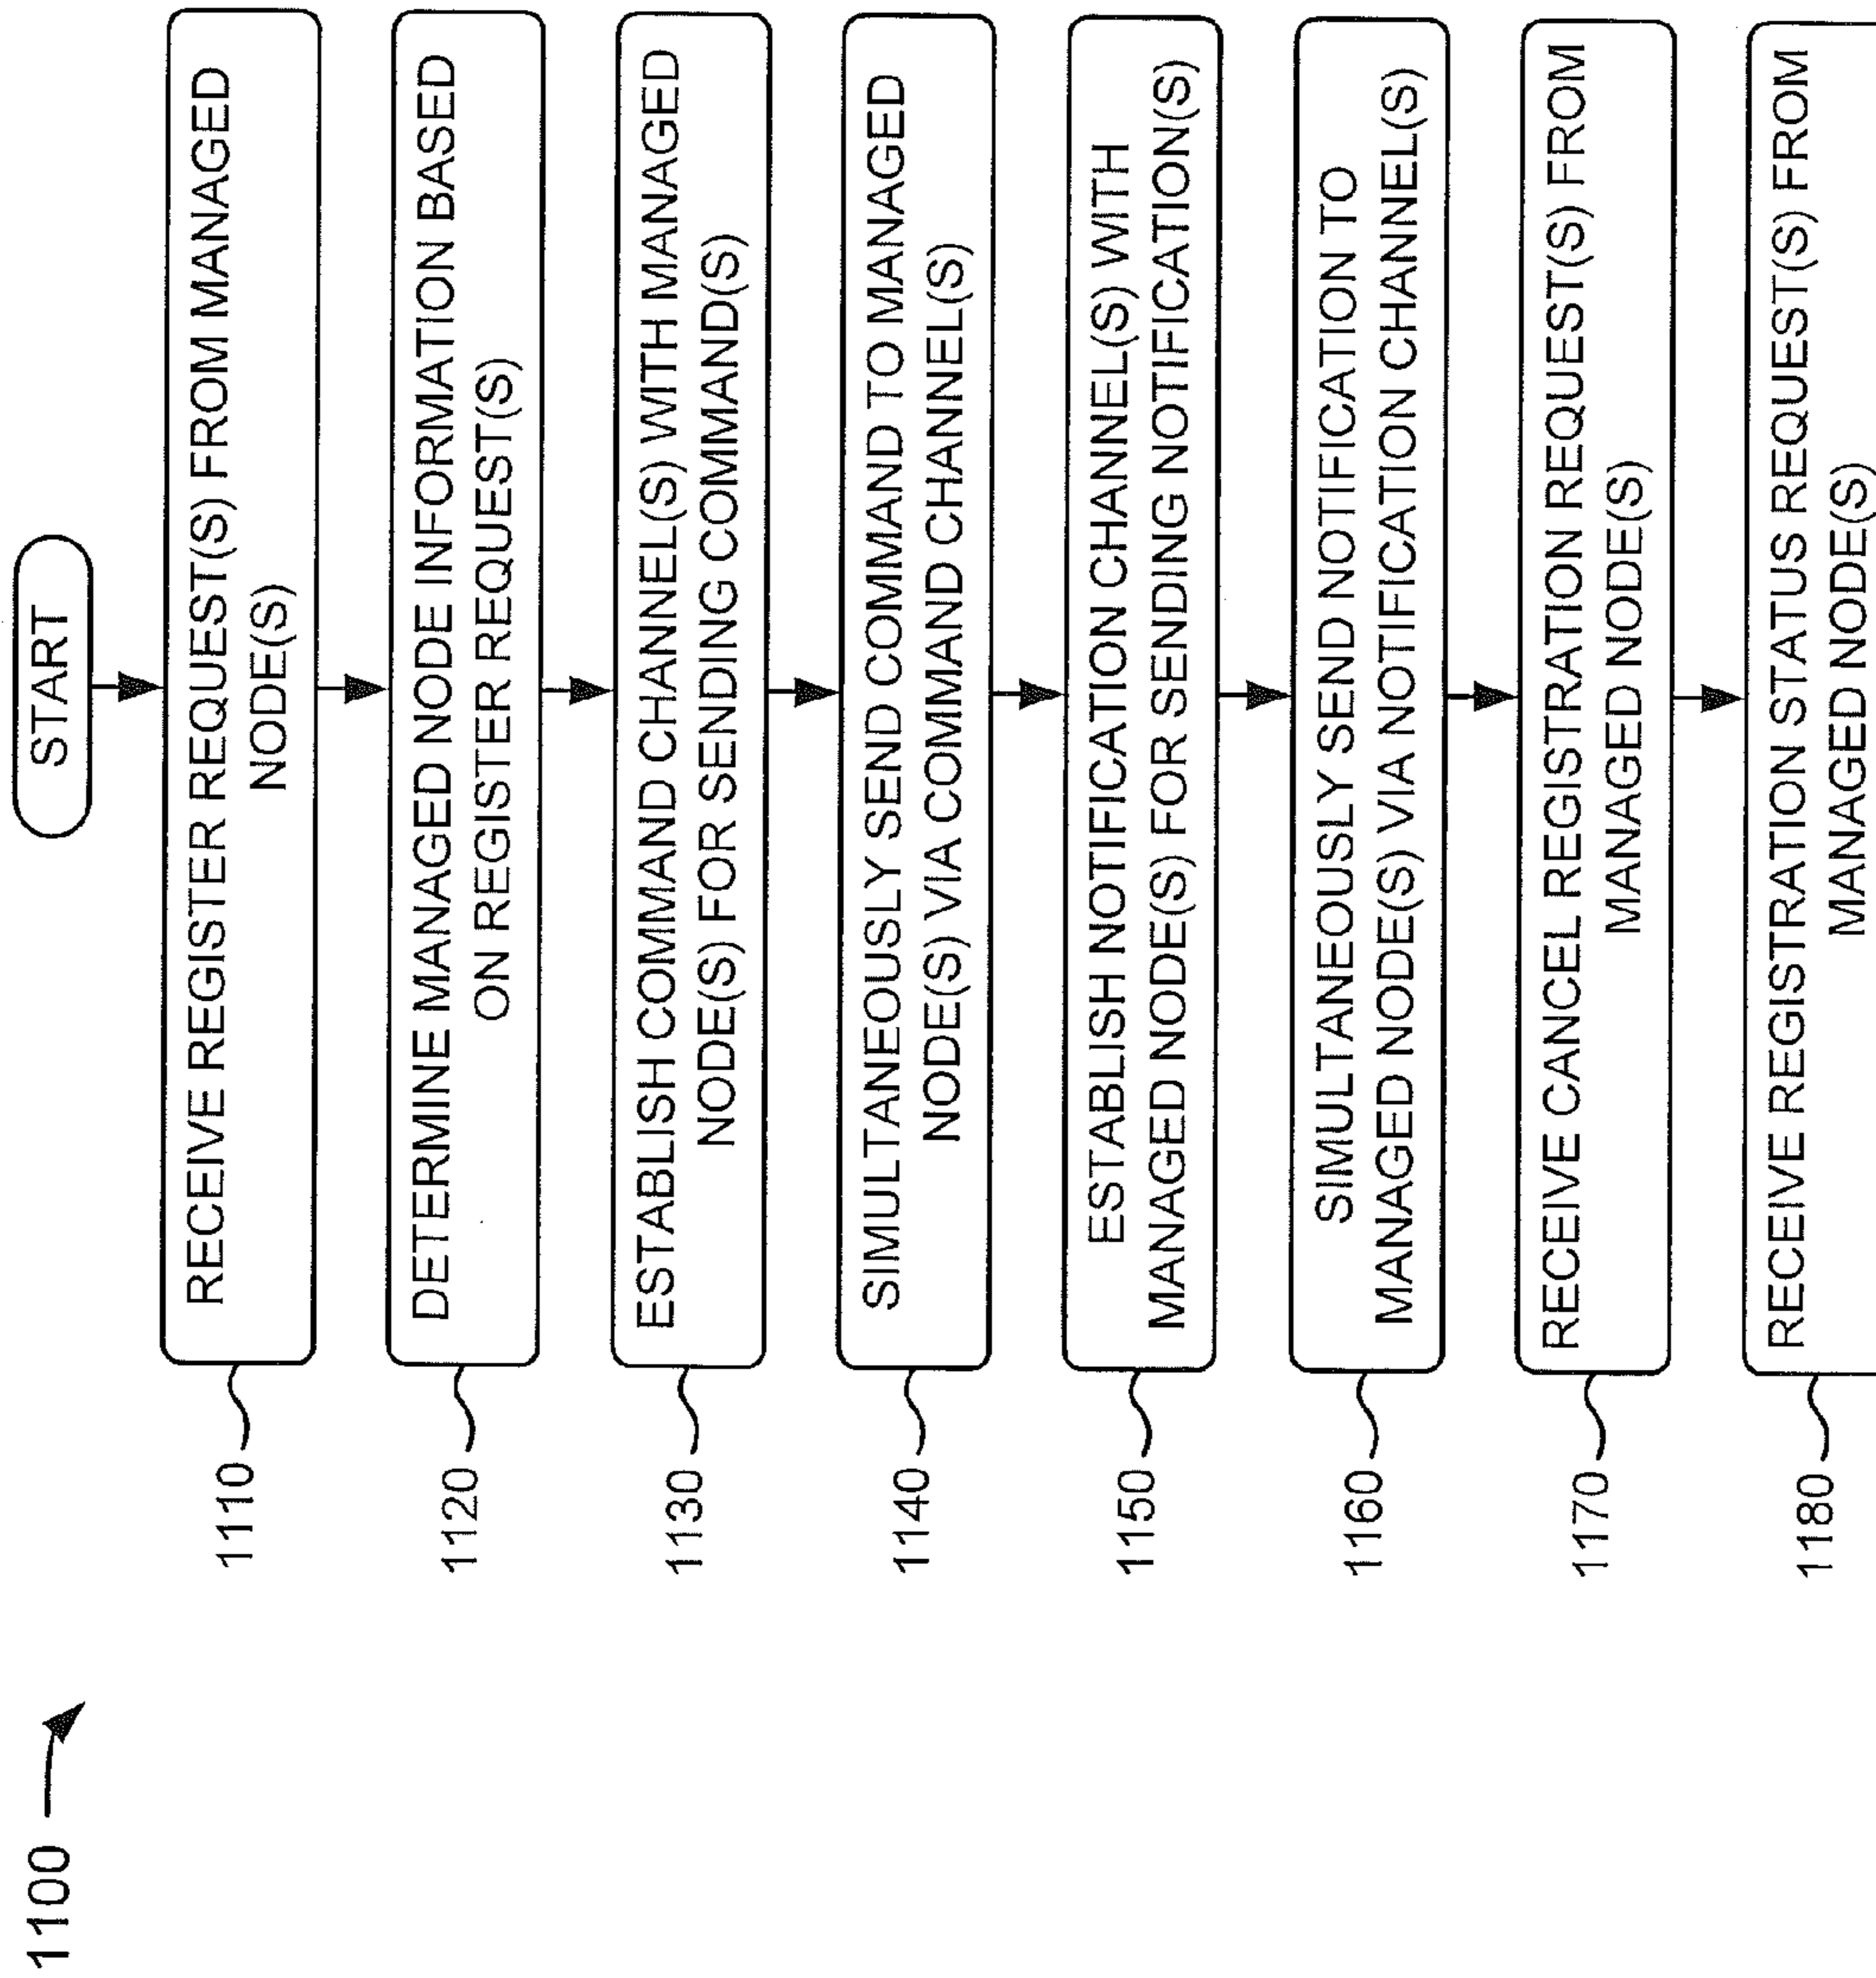 1100
START
1110
RECEIVE REGISTER REQUEST(S) FROM MANAGED
NODE(S)
1120
DETERMINE MANAGED NODE INFORMATION BASED
ON REGISTER REQUEST(S)
1130
ESTABLISH COMMAND CHANNEL(S) WITH MANAGED
NODE(S) FOR SENDING COMMAND(S)
1140
SIMULTANEOUSLY SEND COMMAND TO MANAGED
NODE(S) VIA COMMAND CHANNEL(S)
1150
ESTABLISH NOTIFICATION CHANNEL(S) WITH
MANAGED NODE(S) FOR SENDING NOTIFICATION(S)
1160
SIMULTANEOUSLY SEND NOTIFICATION TO
MANAGED NODE(S) VIA NOTIFICATION CHANNEL(S)
1170
RECEIVE CANCEL REGISTRATION REQUEST(S) FROM
MANAGED NODE(S)
1180
RECEIVE REGISTRATION STATUS REQUEST(S) FROM
MANAGED NODE(S)